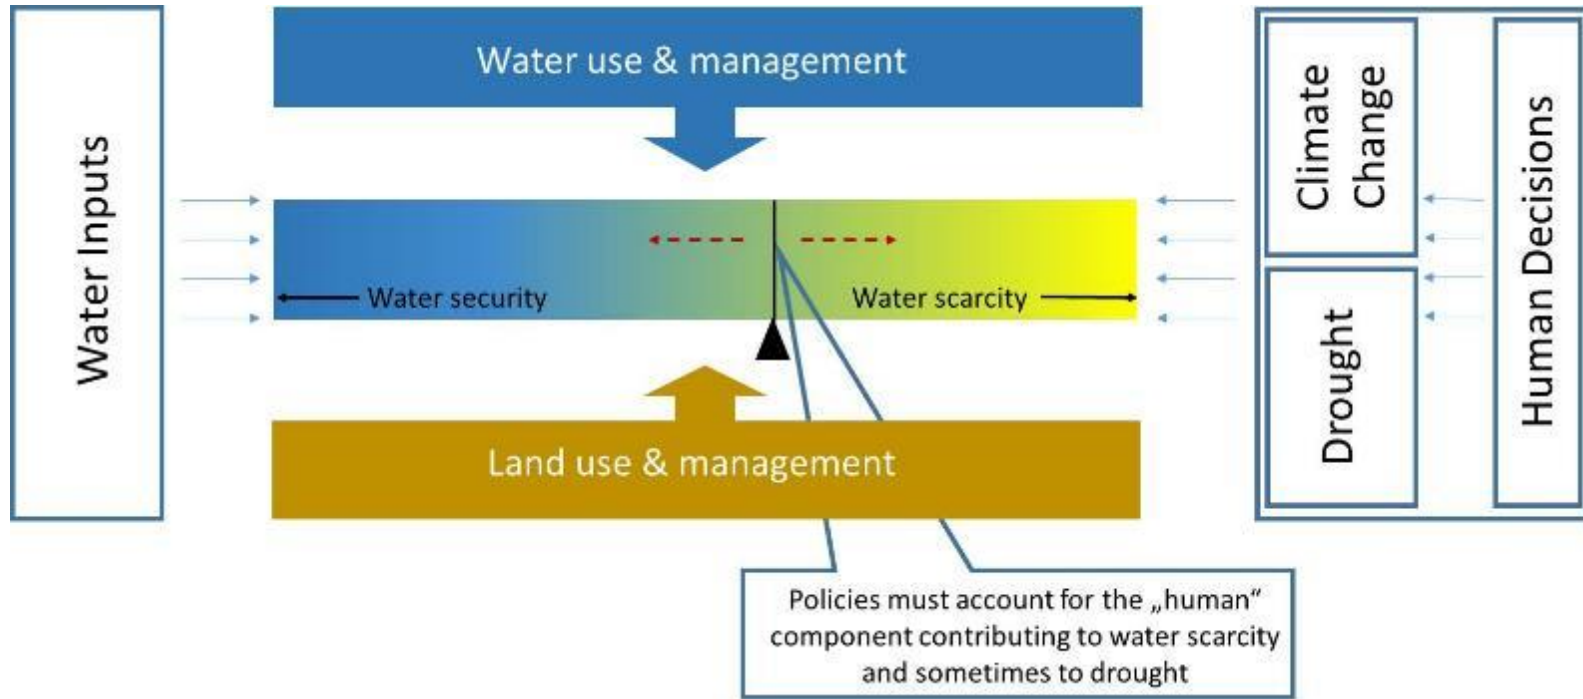 Water Inputs
Water use & management
Water security
Water scarcity
Land use & management
Policies must account for the „human“
component contributing to water scarcity
and sometimes to drought
Climate
Change
Drought
Human Decisions